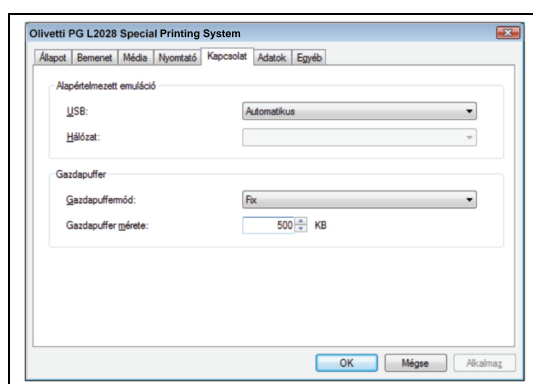 Olivetti PG L2028 Special Printing System
Állapot Bemenet Média Nyomtató Kapcsolat Adatok Egyéb
Alapértelmezett emuláció
USB: Automatikus
Hálózat:
Gazdapuffer
Gazdapuffermód: Fix
Gazdapuffer mérete: 500 KB
OK Mégse Alkalmaz